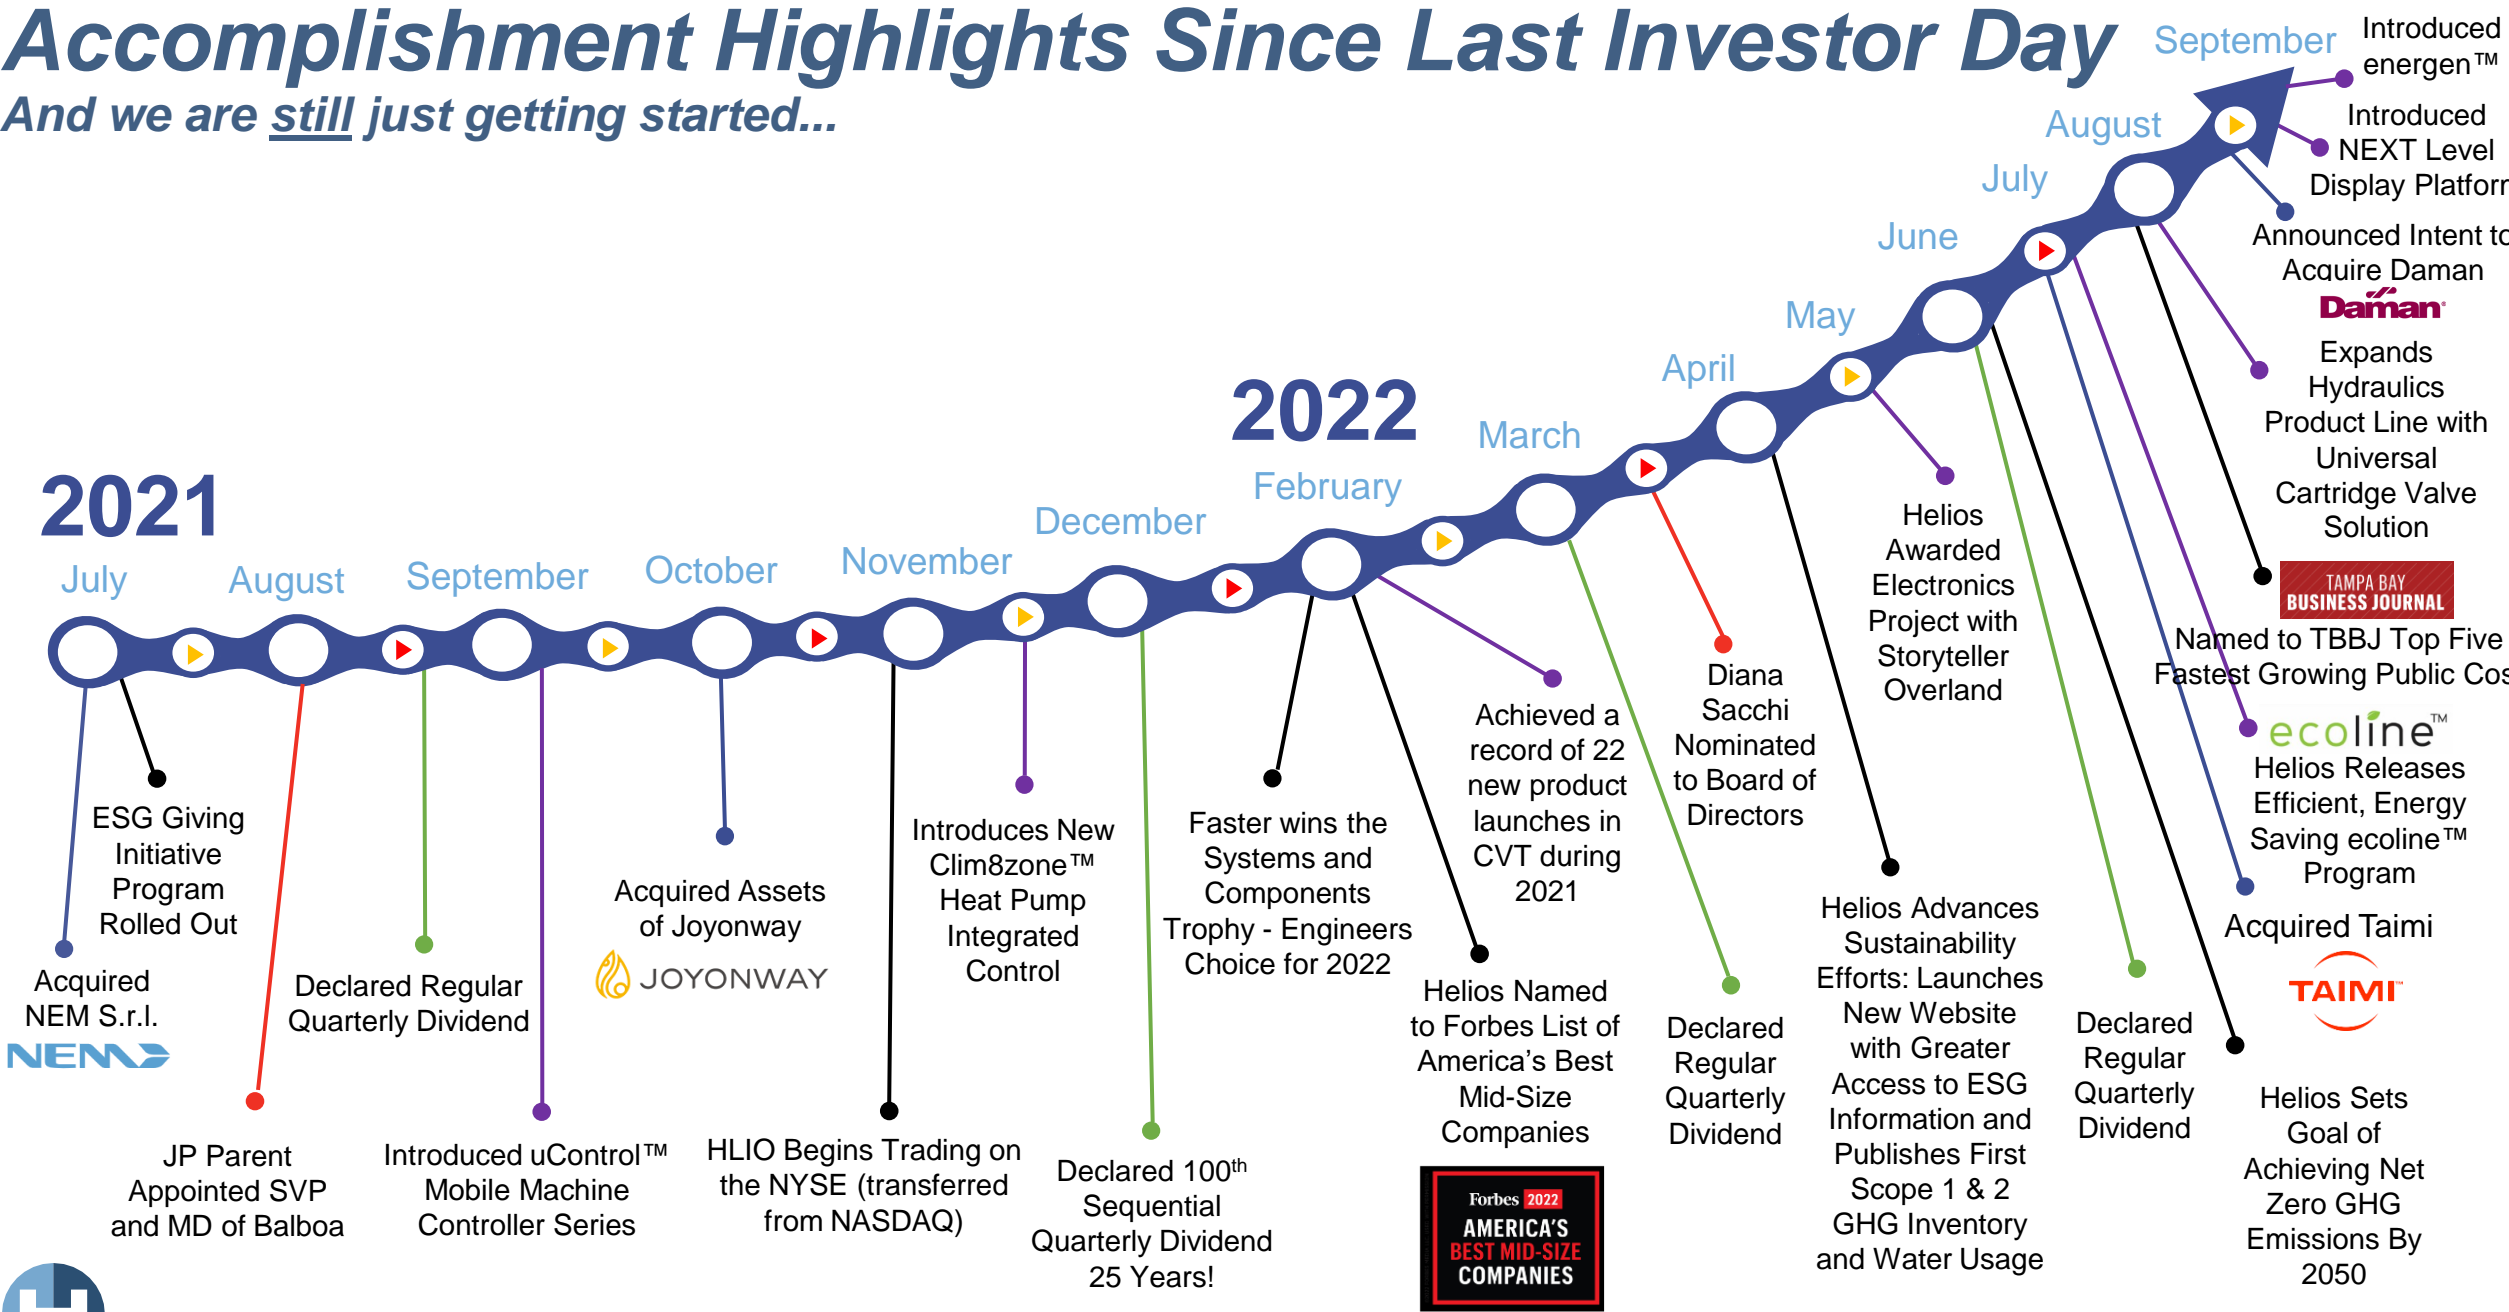 Accomplishment Highlights Since Last Investor Day
And we are still just getting started...
2021
July
August
September
October
November
December
2022
February
March
April
May
June
July
August
September
Acquired
NEM S.r.l.
NEM
ESG Giving
Initiative
Program
Rolled Out
JP Parent
Appointed SVP
and MD of Balboa
Declared Regular
Quarterly Dividend
Introduced uControl™
Mobile Machine
Controller Series
Acquired Assets
of Joyonway
JOYONWAY
HLIO Begins Trading on
the NYSE (transferred
from NASDAQ)
Introduces New
Clim8zone™
Heat Pump
Integrated
Control
Declared 100th
Sequential
Quarterly Dividend
25 Years!
Faster wins the
Systems and
Components
Trophy - Engineers
Choice for 2022
Helios Named
to Forbes List of
America's Best
Mid-Size
Companies
Forbes 2022
AMERICA'S
BEST MID-SIZE
COMPANIES
Achieved a
record of 22
new product
launches in
CVT during
2021
Declared
Regular
Quarterly
Dividend
Diana
Sacchi
Nominated
to Board of
Directors
Helios Advances
Sustainability
Efforts: Launches
New Website
with Greater
Access to ESG
Information and
Publishes First
Scope 1 & 2
GHG Inventory
and Water Usage
Helios
Awarded
Electronics
Project with
Storyteller
Overland
Declared
Regular
Quarterly
Dividend
Helios Sets
Goal of
Achieving Net
Zero GHG
Emissions By
2050
Acquired Taimi
TAIMI™
ecoline™
Helios Releases
Efficient, Energy
Saving ecoline™
Program
TAMPA BAY
BUSINESS JOURNAL
Named to TBBJ Top Five
Fastest Growing Public Cos
Expands
Hydraulics
Product Line with
Universal
Cartridge Valve
Solution
Announced Intent to
Acquire Daman
Daman
Introduced
NEXT Level
Display Platfor
Introduced
energen™